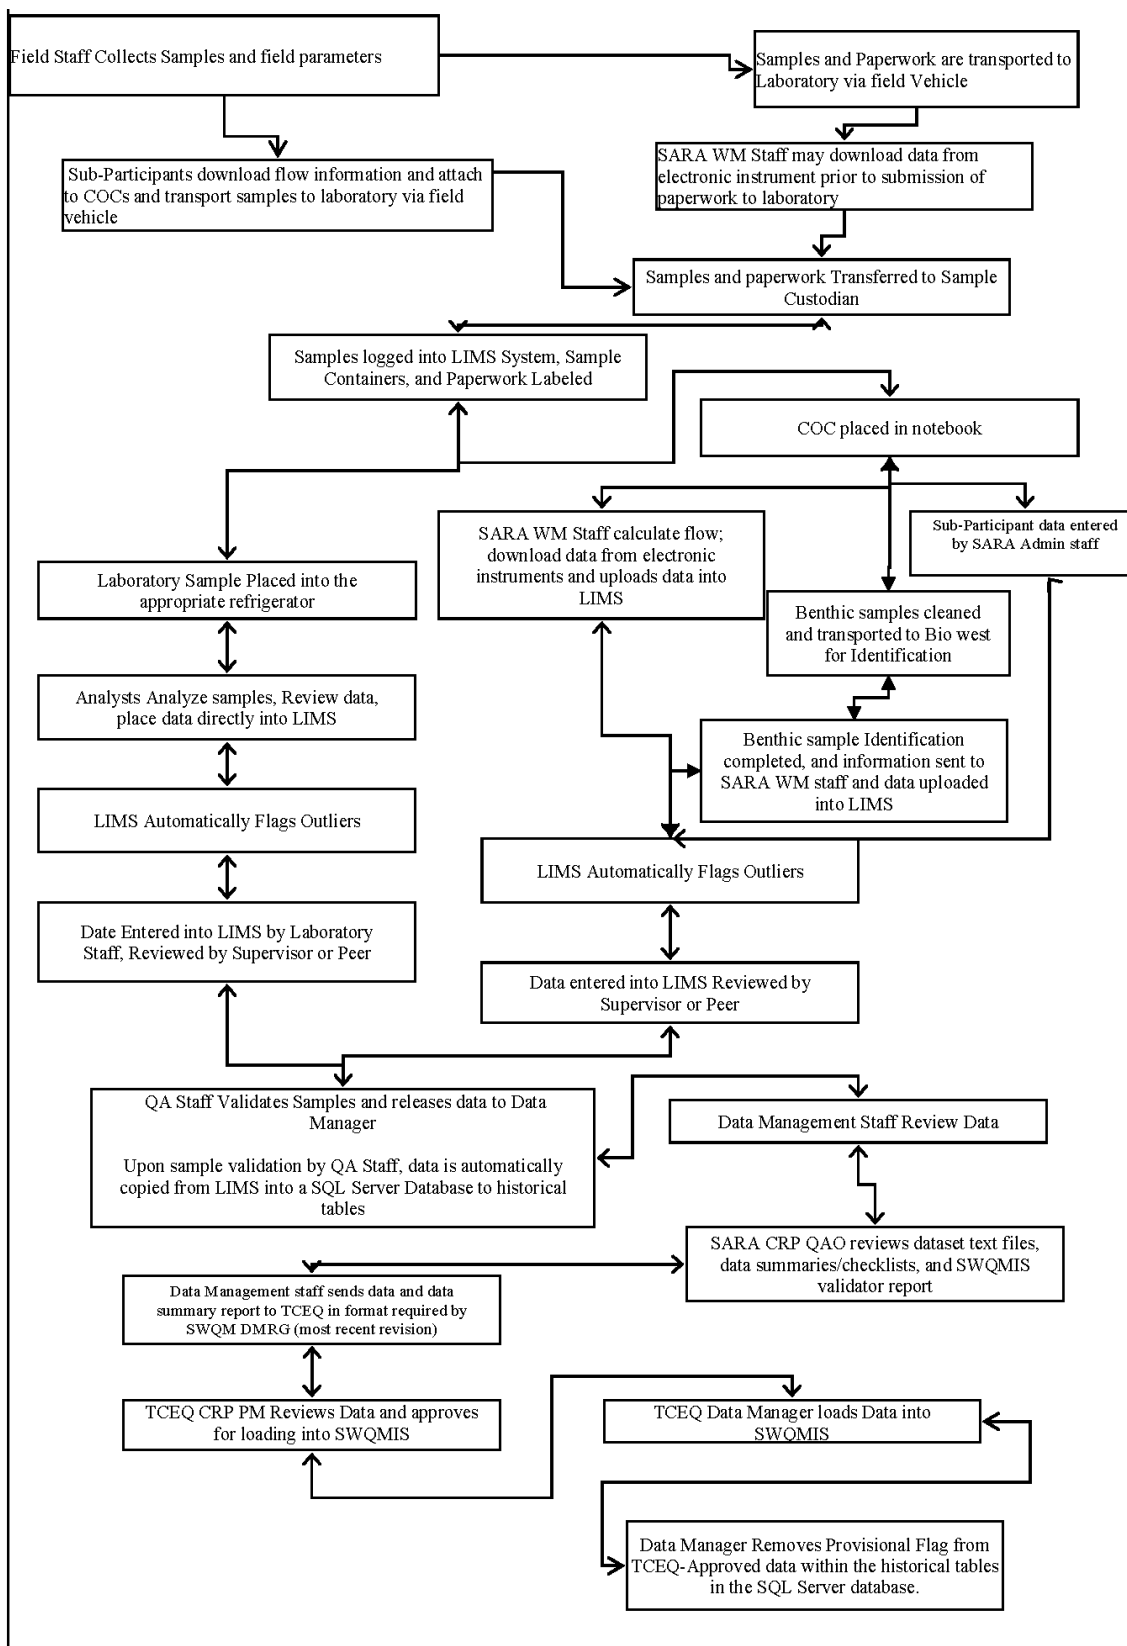 Field Staff Collects Samples and field parameters
Samples and Paperwork are transported to
Laboratory via field Vehicle
Sub-Participants download flow information and attach
to COCs and transport samples to laboratory via field
vehicle
SARA WM Staff may download data from
electronic instrument prior to submission of
paperwork to laboratory
Samples and paperwork Transferred to Sample
Custodian
Samples logged into LIMS System, Sample
Containers, and Paperwork Labeled
COC placed in notebook
SARA WM Staff calculate flow;
download data from electronic
instruments and uploads data into
LIMS
Sub-Participant data entered
by SARA Admin staff
Laboratory Sample Placed into the
appropriate refrigerator
Benthic samples cleaned
and transported to Bio west
for Identification
Analysts Analyze samples, Review data,
place data directly into LIMS
Benthic sample Identification
completed, and information sent to
SARA WM staff and data uploaded
into LIMS
LIMS Automatically Flags Outliers
LIMS Automatically Flags Outliers
Date Entered into LIMS by Laboratory
Staff, Reviewed by Supervisor or Peer
Data entered into LIMS Reviewed by
Supervisor or Peer
QA Staff Validates Samples and releases data to Data
Manager
Upon sample validation by QA Staff, data is automatically
copied from LIMS into a SQL Server Database to historical
tables
Data Management Staff Review Data
SARA CRP QAO reviews dataset text files,
data summaries/checklists, and SWQMIS
validator report
Data Management staff sends data and data
summary report to TCEQ in format required by
SWQM DMRG (most recent revision)
TCEQ CRP PM Reviews Data and approves
for loading into SWQMIS
TCEQ Data Manager loads Data into
SWQMIS
Data Manager Removes Provisional Flag from
TCEQ-Approved data within the historical tables
in the SQL Server database.